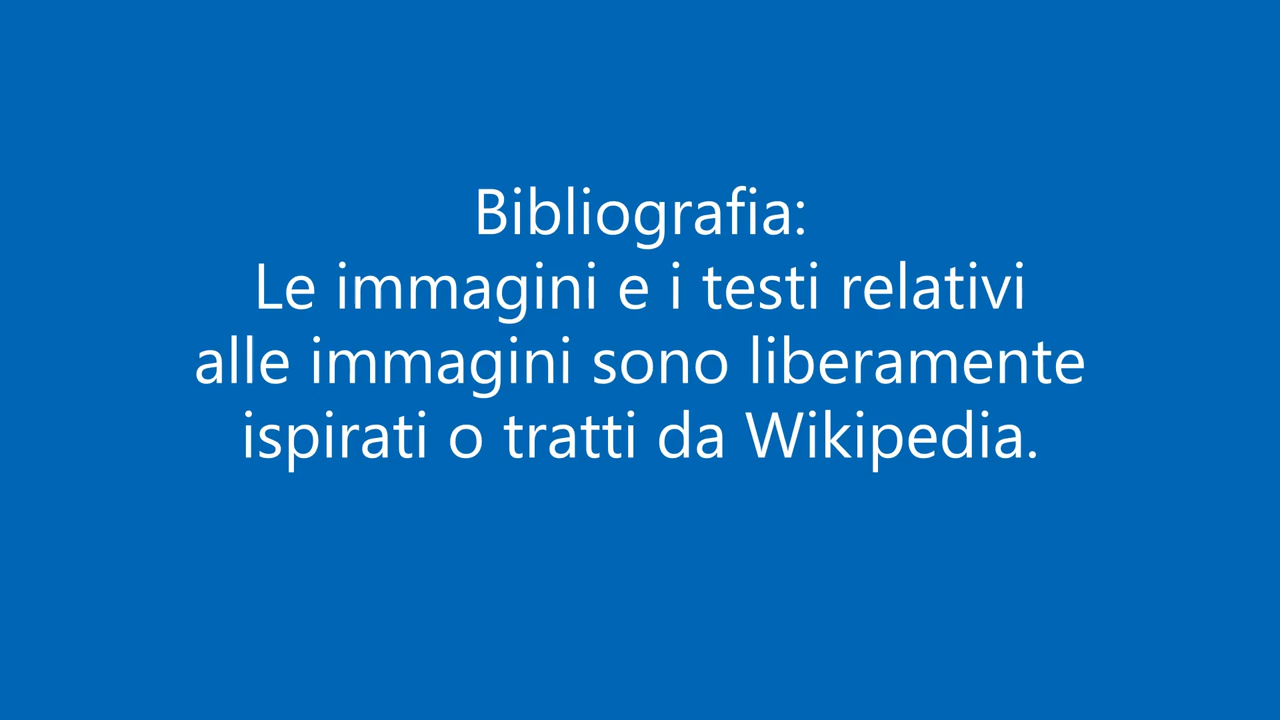 Bibliografia:
Le immagini e i testi relativi
alle immagini sono liberamente
ispirati o tratti da Wikipedia.